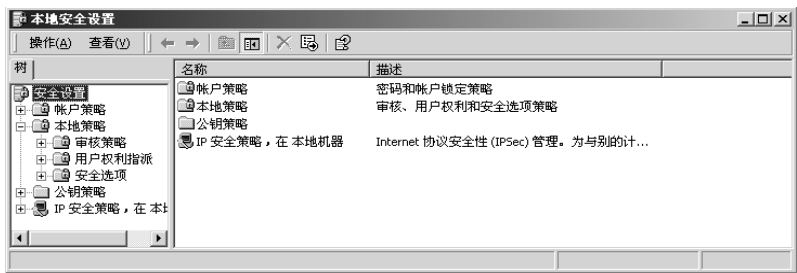 本地安全设置
操作(A) 查看(V)
树
名称 描述
安全设置
帐户策略
本地策略
审核策略
用户权利指派
安全选项
公钥策略
IP 安全策略，在 本
帐户策略 密码和帐户锁定策略
本地策略 审核、用户权利和安全选项策略
公钥策略
IP 安全策略，在 本地机器 Internet 协议安全性 (IPSec) 管理。为与别的计...